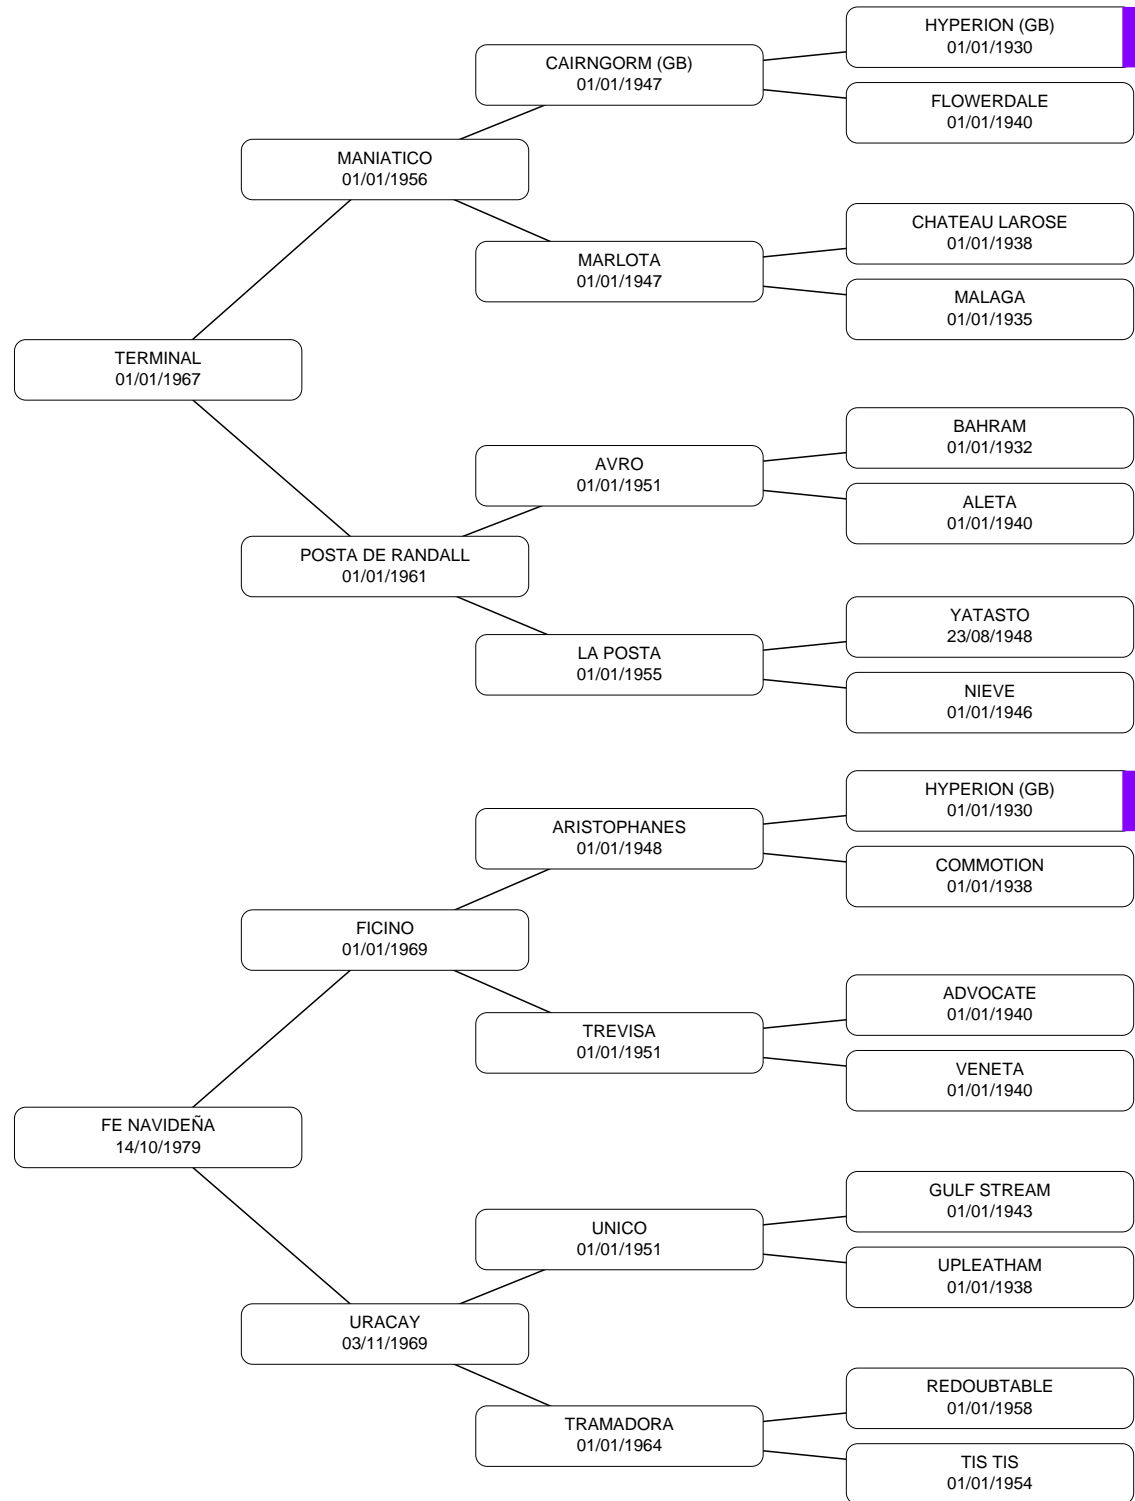 HYPERION (GB)
01/01/1930
CAIRNGORM (GB)
01/01/1947
FLOWERDALE
01/01/1940
MANIATICO
01/01/1956
CHATEAU LAROSE
01/01/1938
MARLOTA
01/01/1947
MALAGA
01/01/1935
TERMINAL
01/01/1967
BAHRAM
01/01/1932
AVRO
01/01/1951
ALETA
01/01/1940
POSTA DE RANDALL
01/01/1961
YATASTO
23/08/1948
LA POSTA
01/01/1955
NIEVE
01/01/1946
HYPERION (GB)
01/01/1930
ARISTOPHANES
01/01/1948
COMMOTION
01/01/1938
FICINO
01/01/1969
ADVOCATE
01/01/1940
TREVISA
01/01/1951
VENETA
01/01/1940
FE NAVIDEÑA
14/10/1979
GULF STREAM
01/01/1943
UNICO
01/01/1951
UPLEATHAM
01/01/1938
URACAY
03/11/1969
REDOUBTABLE
01/01/1958
TRAMADORA
01/01/1964
TIS TIS
01/01/1954